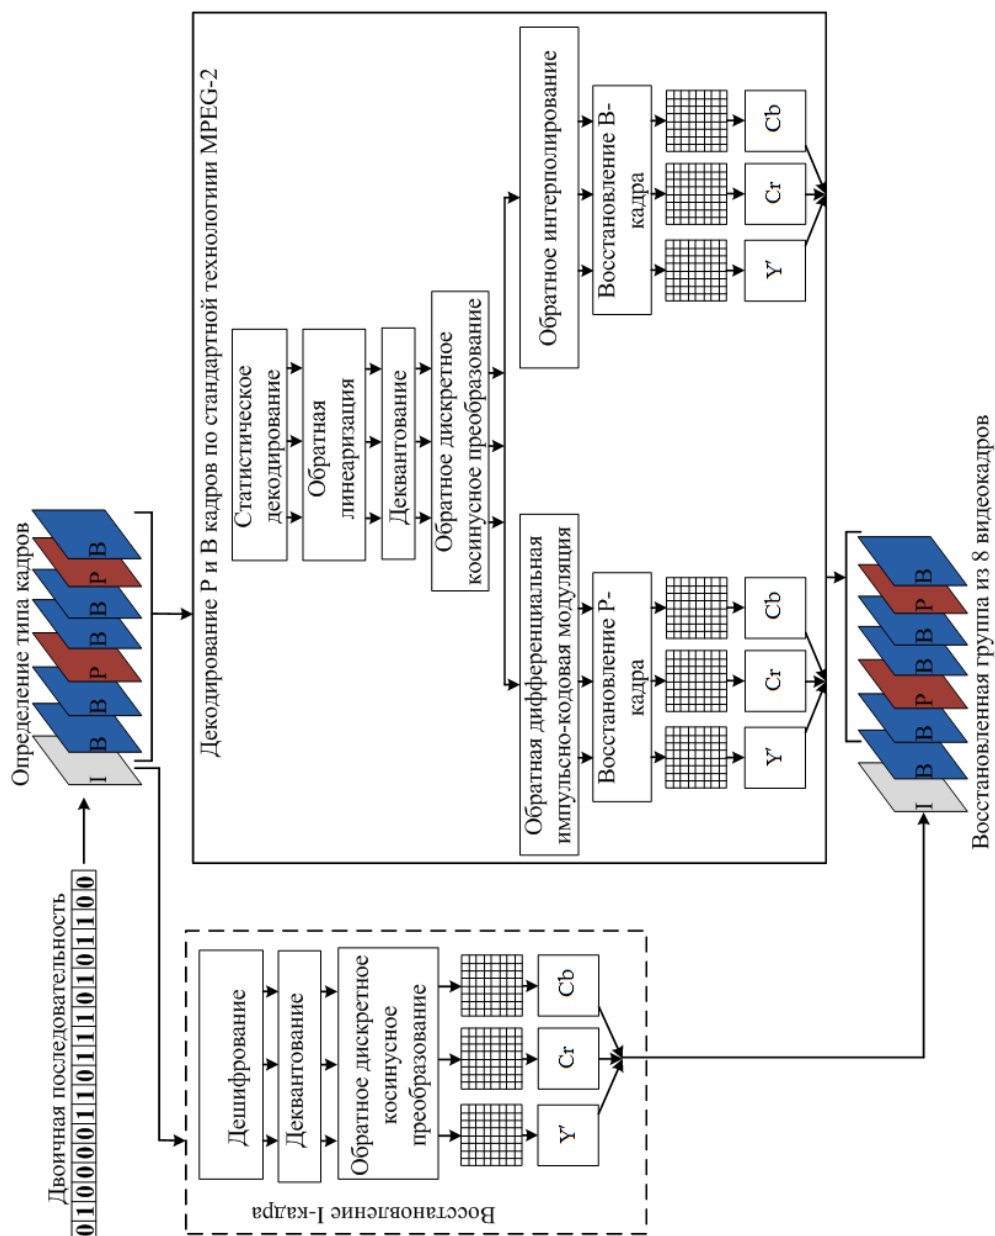 Двоичная последовательность
0100001101110101100
Определение типа кадров
I B B P B B P B
Восстановление I-кадра
Дешифрование
Деквантование
Обратное дискретное
косинусное
преобразование
Y'
Cr
Cb
Декодирование P и B кадров по стандартной технологиии MPEG-2
Статистическое
декодирование
Обратная
линеаризация
Деквантование
Обратное дискретное
косинусное преобразование
Обратная дифференциальная
импульсно-кодовая модуляция
Восстановление P-
кадра
Y'
Cr
Cb
Обратное интерполирование
Восстановление B-
кадра
Y'
Cr
Cb
I B B P B B P B
Восстановленная группа из 8 видеокадров